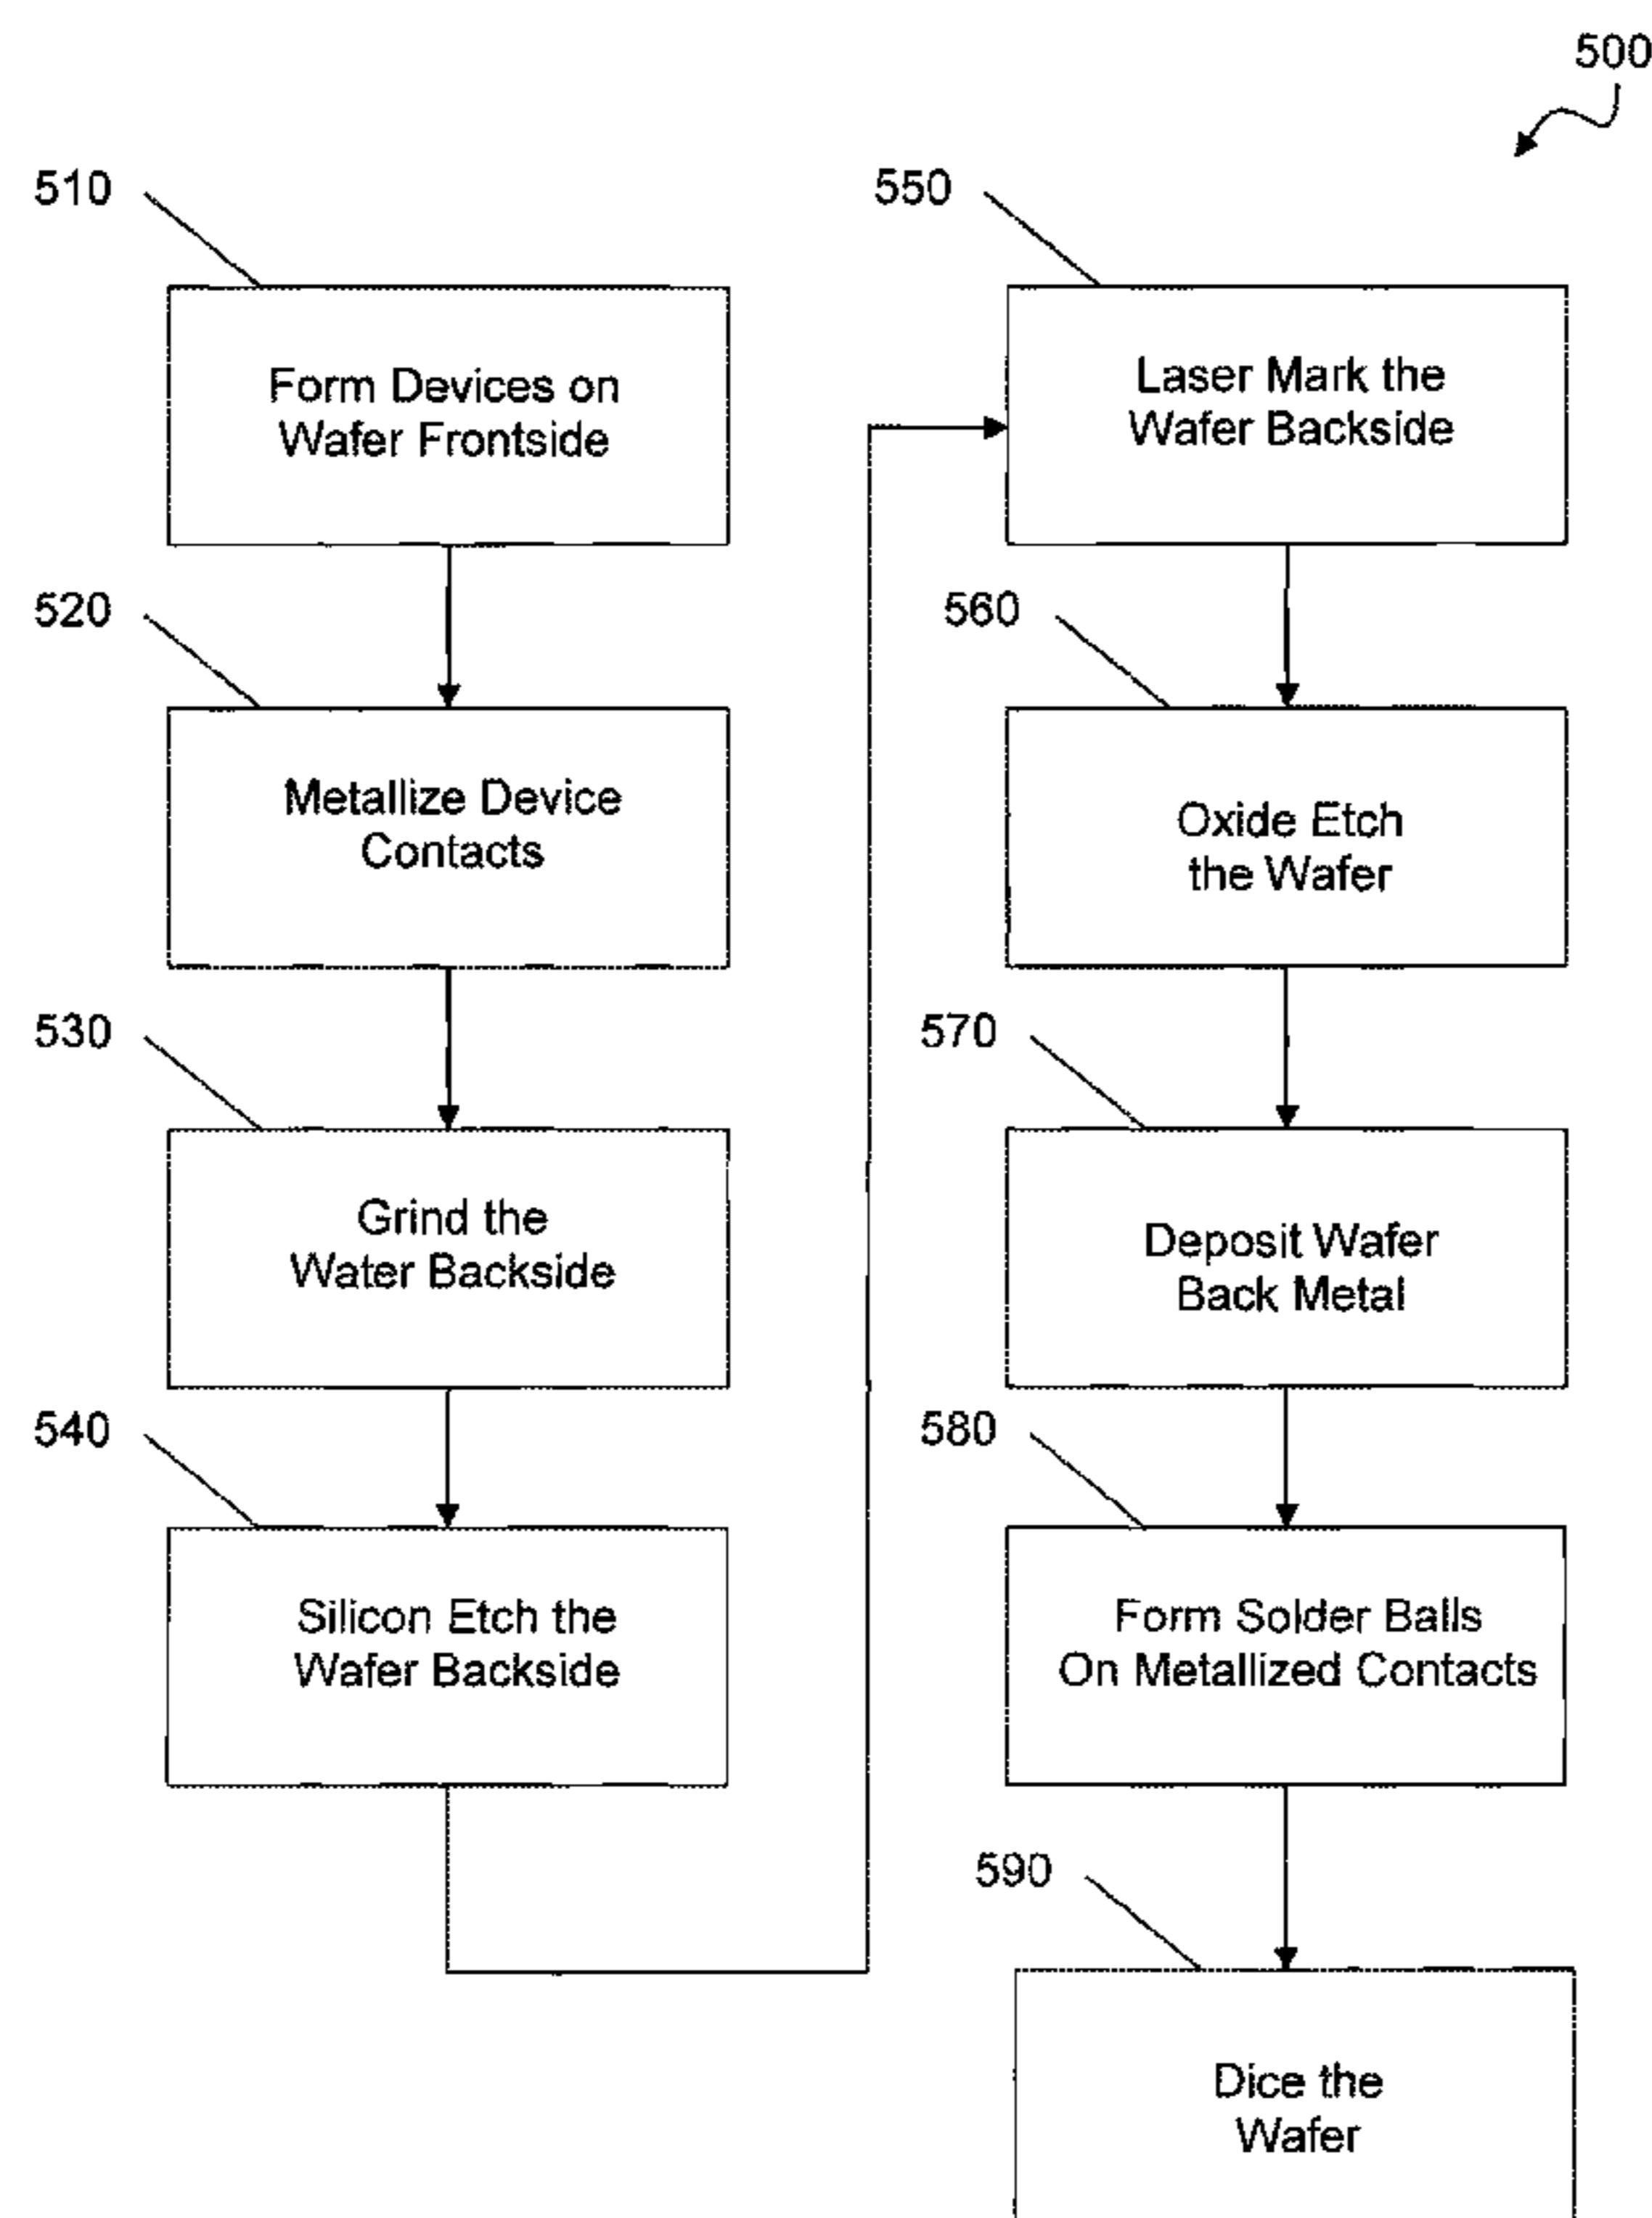 500
510
Form Devices on
Wafer Frontside
520
Metallize Device
Contacts
530
Grind the
Water Backside
540
Silicon Etch the
Wafer Backside
550
Laser Mark the
Wafer Backside
560
Oxide Etch
the Wafer
570
Deposit Wafer
Back Metal
580
Form Solder Balls
On Metallized Contacts
590
Dice the
Wafer